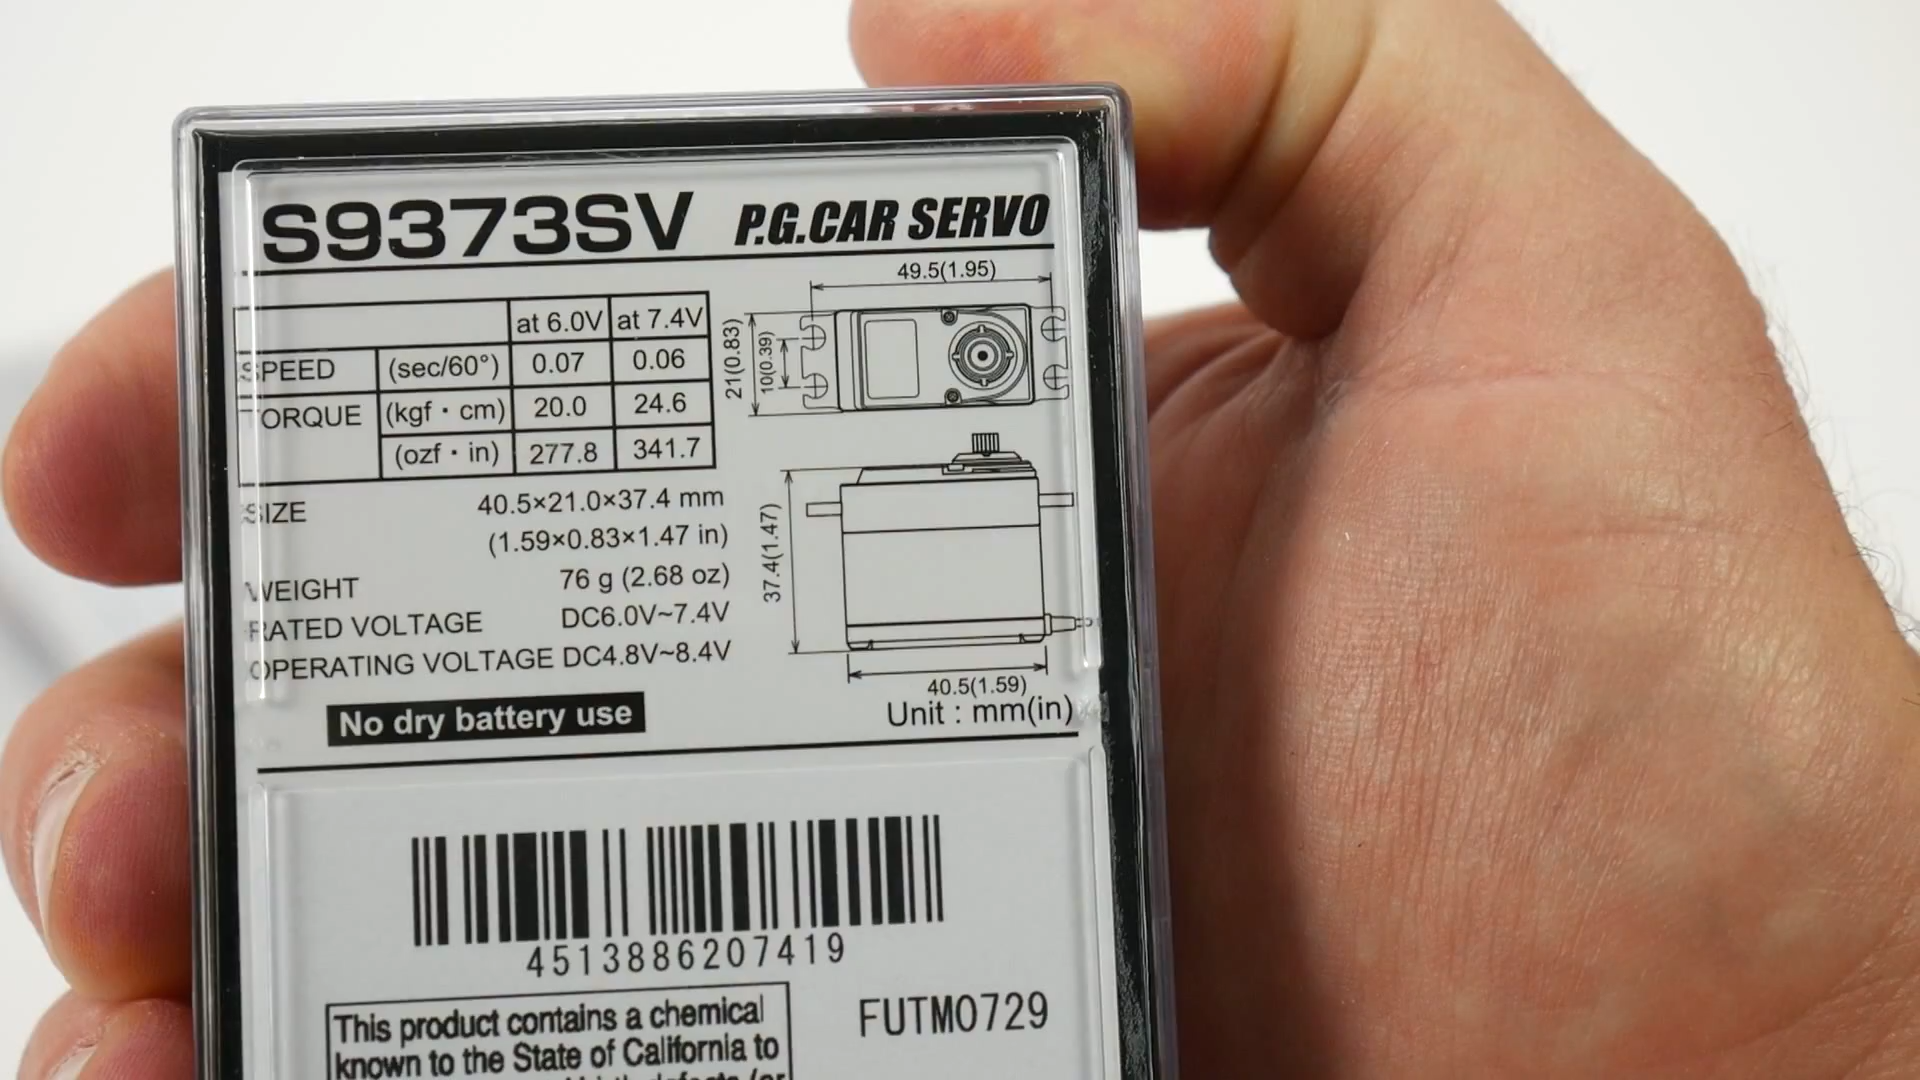 S9373SV P.G.CAR SERVO
at 6.0V at 7.4V
SPEED (sec/60°) 0.07 0.06
TORQUE (kgf・cm) 20.0 24.6
(ozf・in) 277.8 341.7
SIZE 40.5×21.0×37.4 mm
(1.59×0.83×1.47 in)
WEIGHT 76 g (2.68 oz)
RATED VOLTAGE DC6.0V~7.4V
OPERATING VOLTAGE DC4.8V~8.4V
No dry battery use
49.5(1.95)
21(0.83)
10(0.39)
37.4(1.47)
40.5(1.59)
Unit : mm(in)
4513886207419
FUTM0729
This product contains a chemical
known to the State of California to